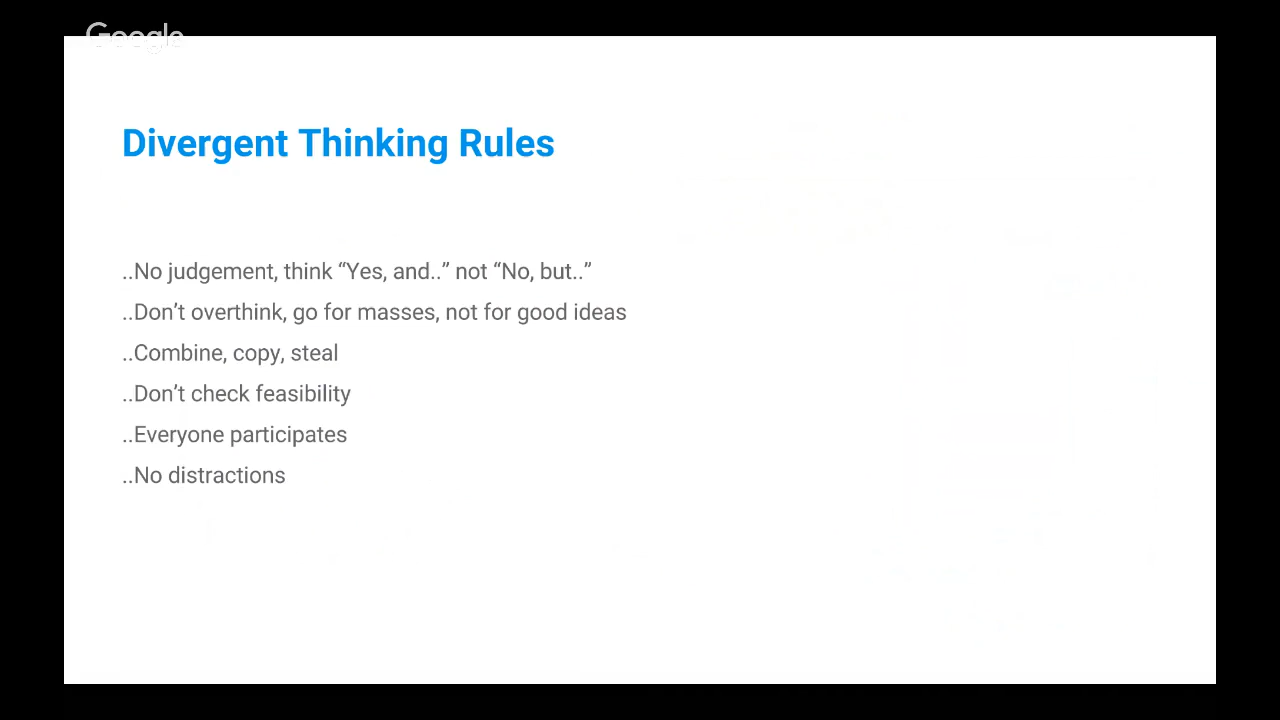 Google
Divergent Thinking Rules
..No judgement, think “Yes, and..” not “No, but..”
..Don’t overthink, go for masses, not for good ideas
..Combine, copy, steal
..Don’t check feasibility
..Everyone participates
..No distractions